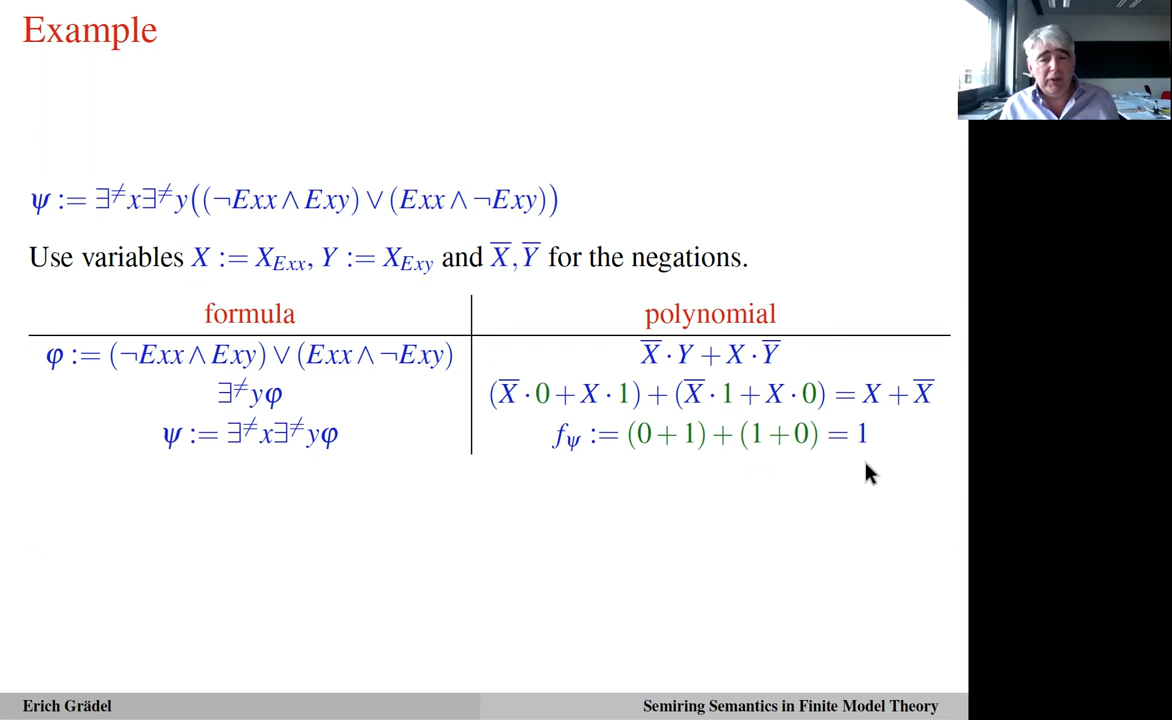 Example
ψ := ∃≠x∃≠y((¬Exx ∧ Exy) ∨ (Exx ∧ ¬Exy))
Use variables X := X_Exx, Y := X_Exy and X̅, Y̅ for the negations.
formula polynomial
φ := (¬Exx ∧ Exy) ∨ (Exx ∧ ¬Exy) X̅ · Y + X · Y̅
∃≠yφ (X̅ · 0 + X · 1) + (X̅ · 1 + X · 0) = X + X̅
ψ := ∃≠x∃≠yφ f_ψ := (0 + 1) + (1 + 0) = 1
Erich Grädel Semiring Semantics in Finite Model Theory